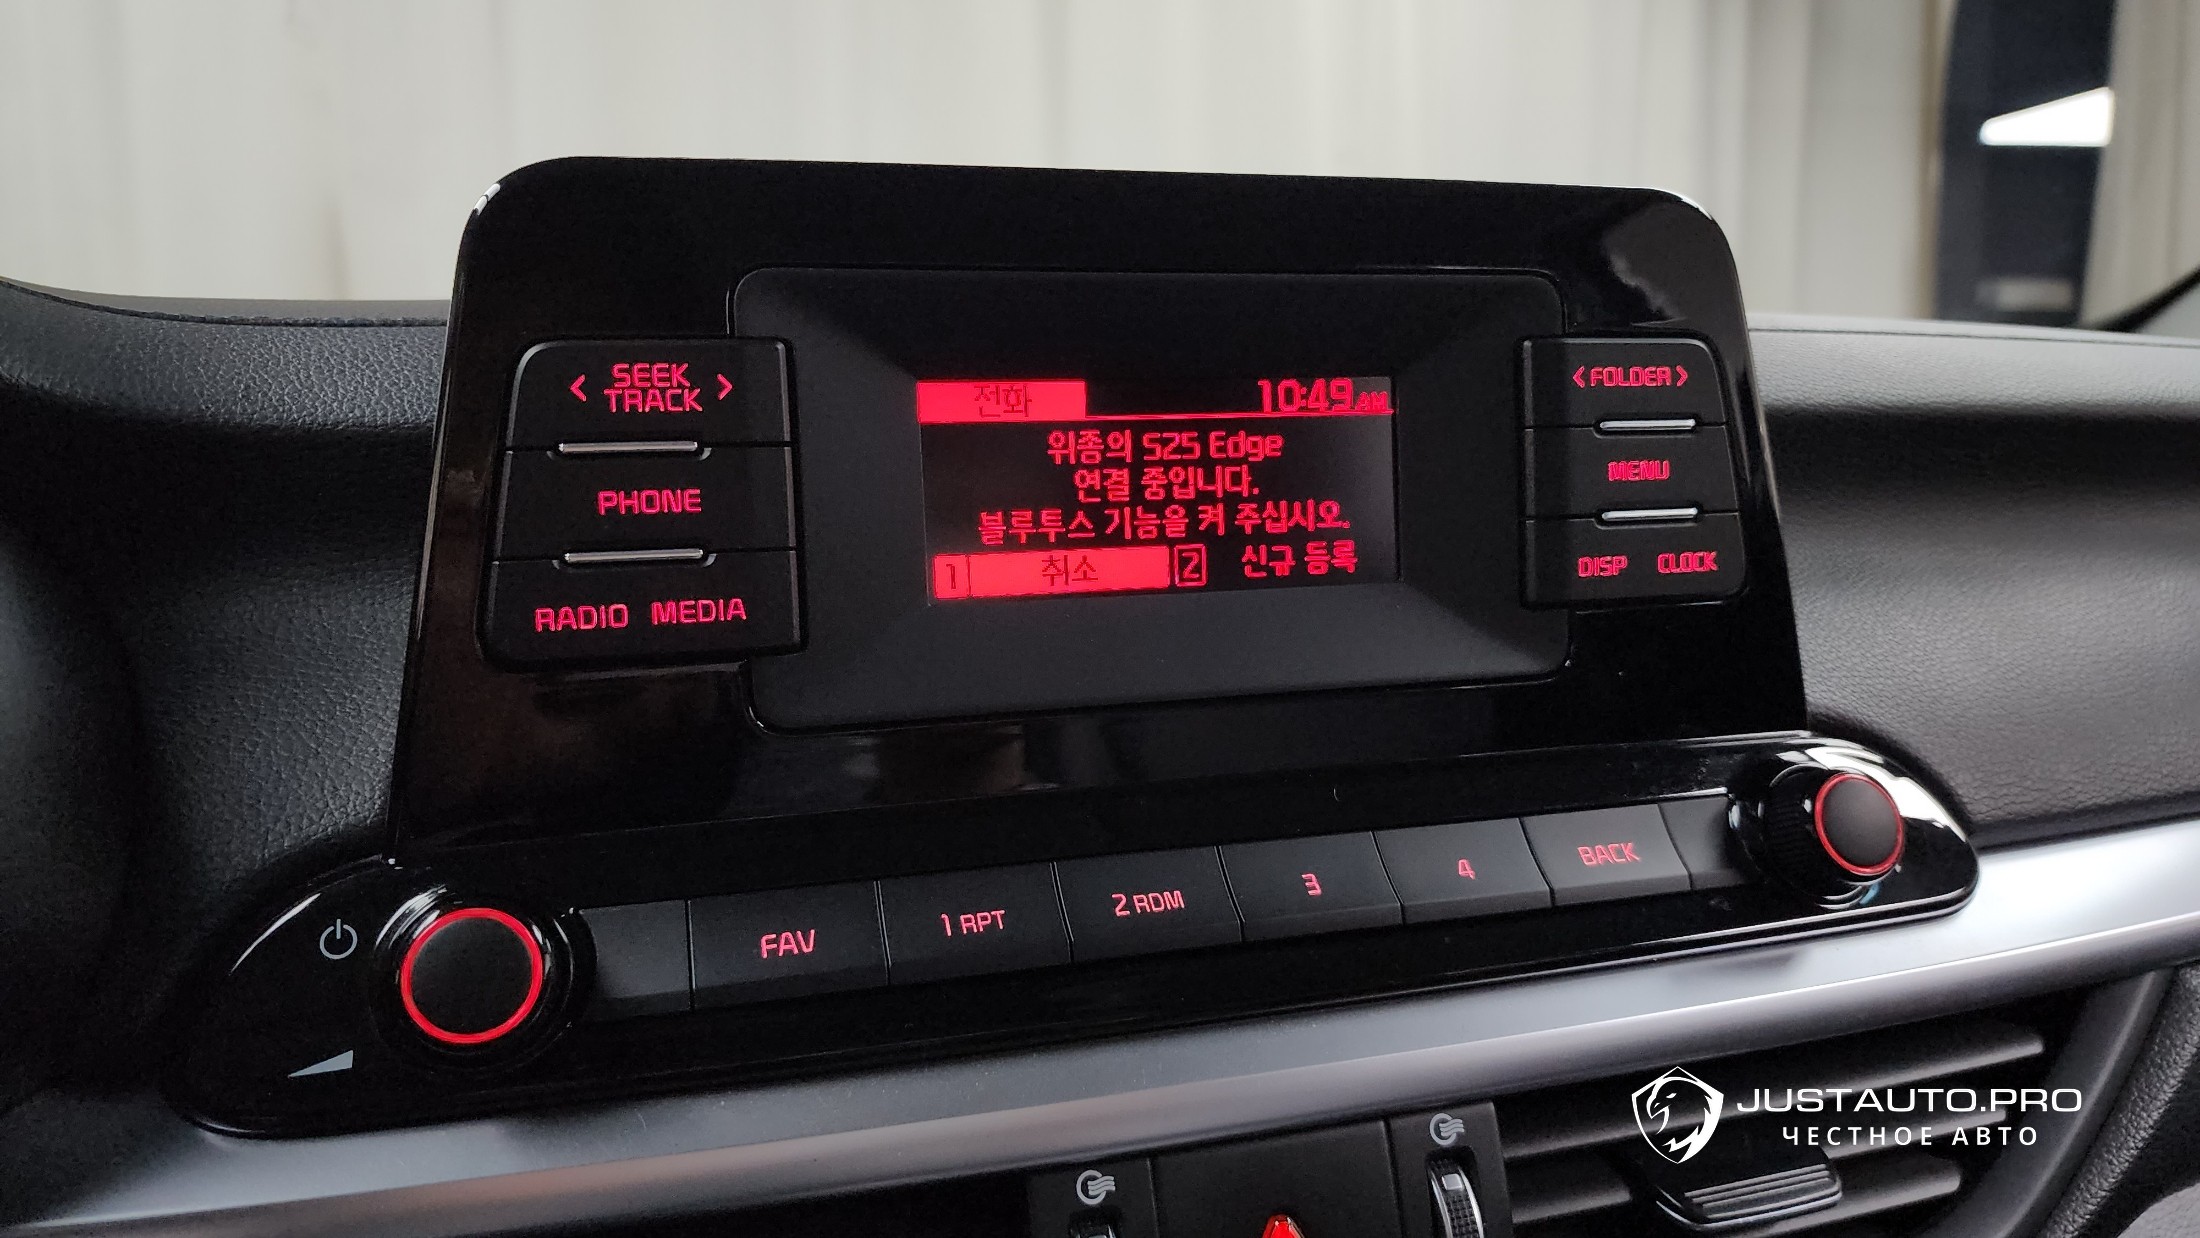 < SEEK TRACK >
PHONE
RADIO MEDIA
전화 10:49 AM
위종의 S25 Edge
연결 중입니다.
블루투스 기능을 켜 주십시오.
1 취소 2 신규 등록
< FOLDER >
MENU
DISP CLOCK
FAV 1 RPT 2 RDM 3 4 BACK
JUSTAUTO.PRO
ЧЕСТНОЕ АВТО